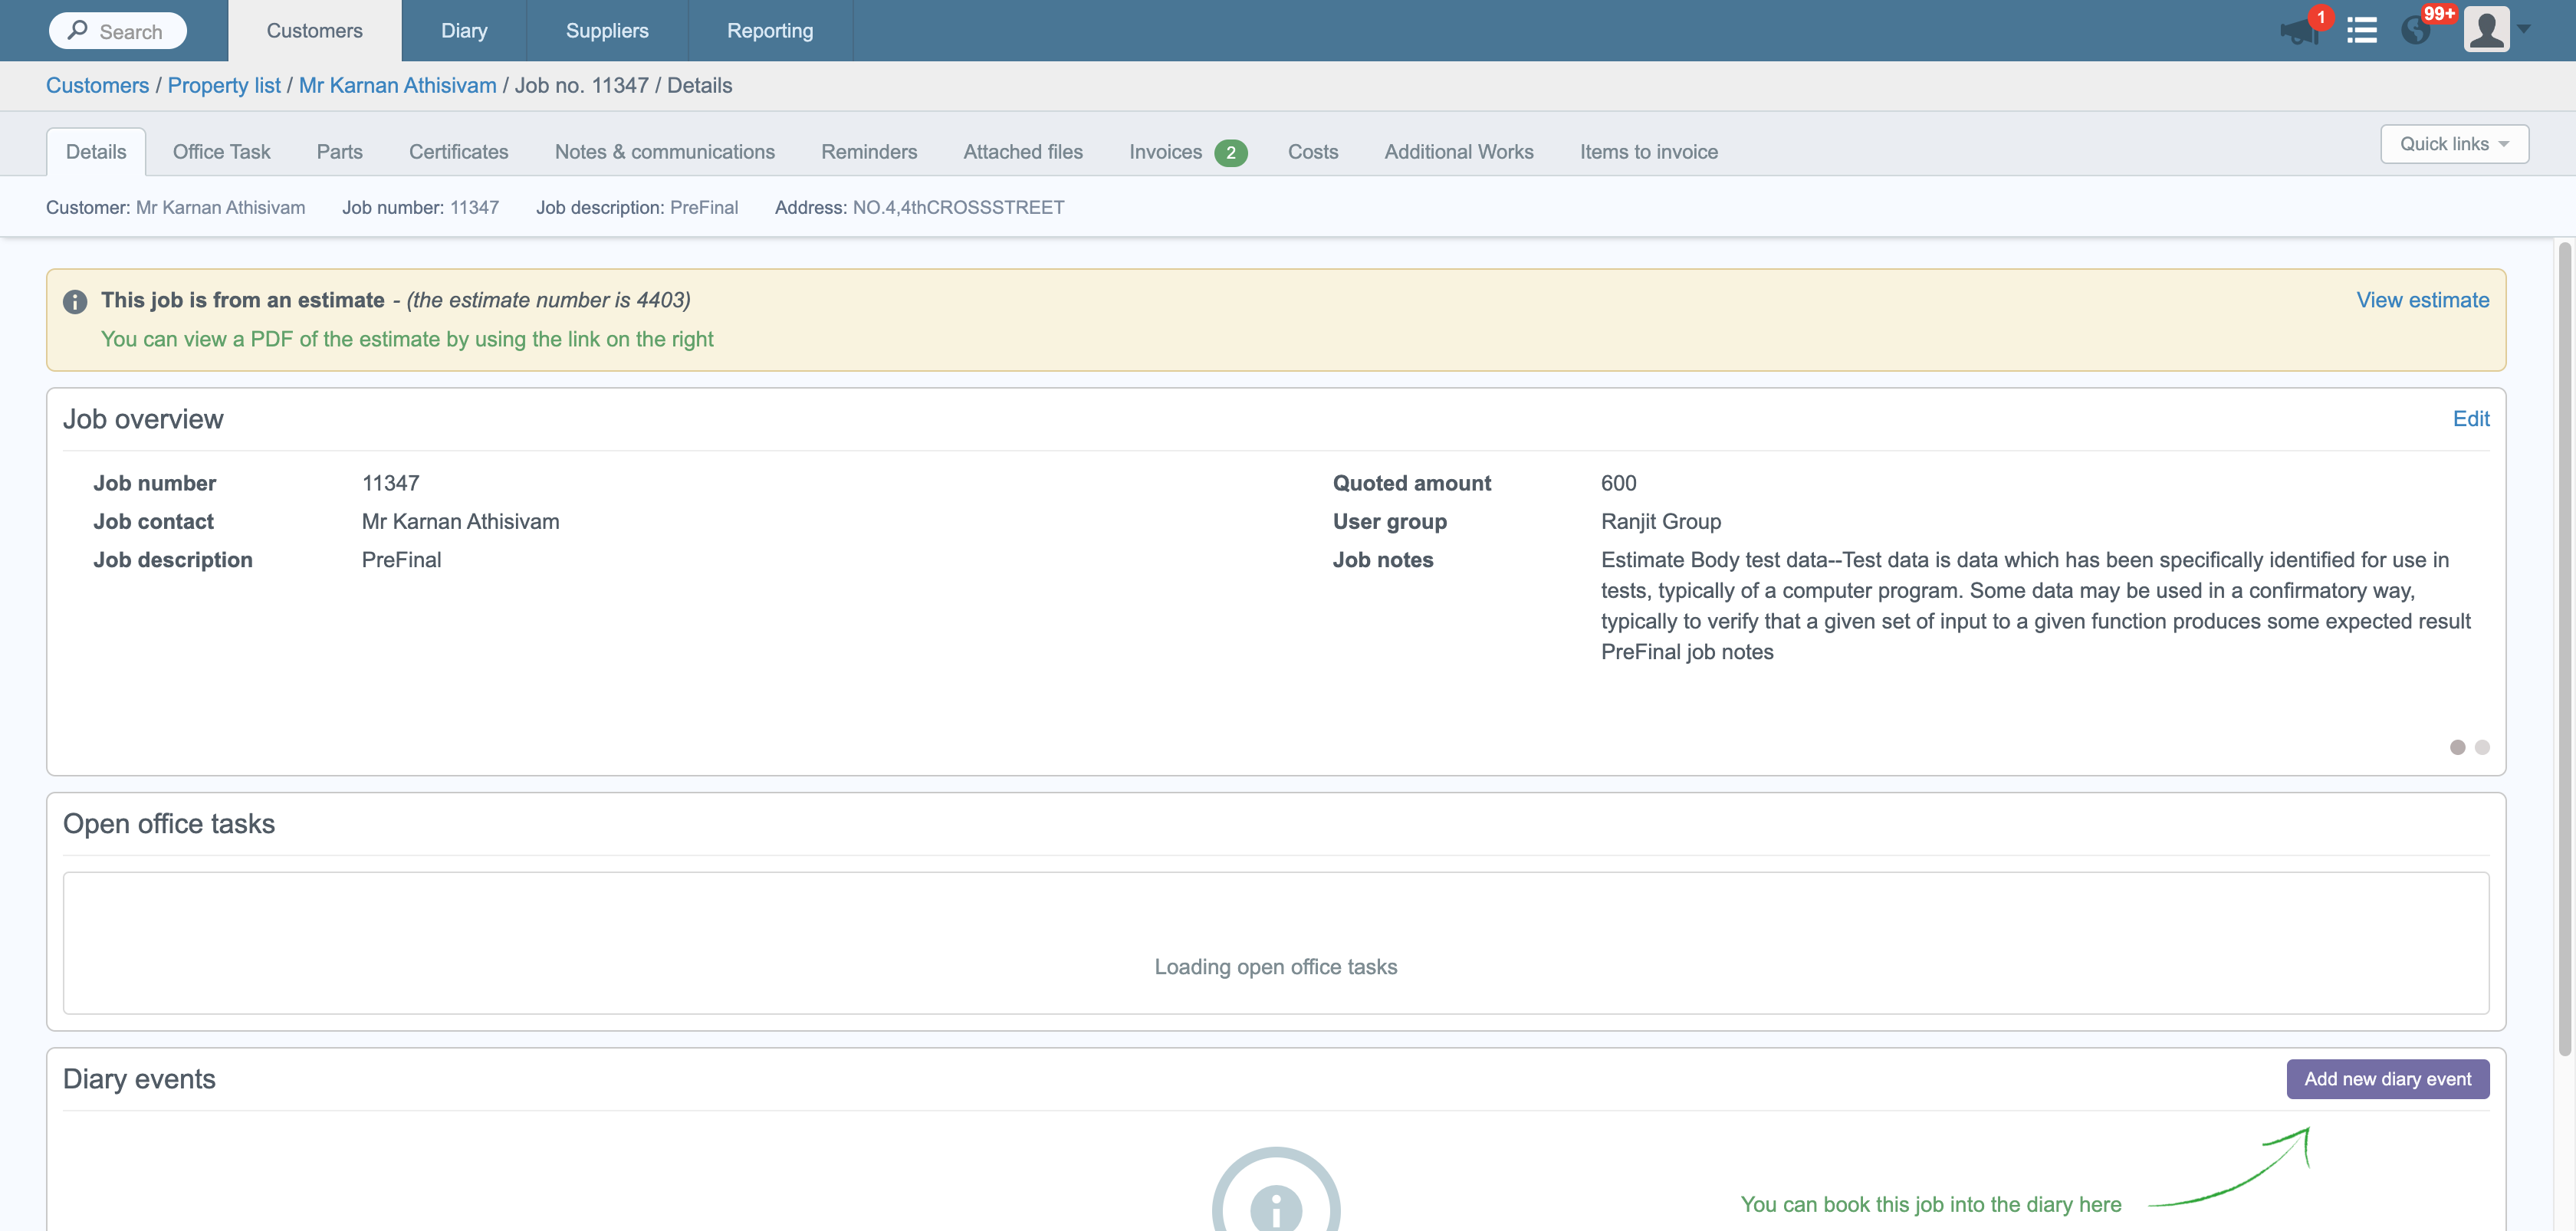 Search
Customers
Diary
Suppliers
Reporting
1
99+
Customers / Property list / Mr Karnan Athisivam / Job no. 11347 / Details
Details
Office Task
Parts
Certificates
Notes & communications
Reminders
Attached files
Invoices 2
Costs
Additional Works
Items to invoice
Quick links
Customer: Mr Karnan Athisivam
Job number: 11347
Job description: PreFinal
Address: NO.4,4thCROSSSTREET
This job is from an estimate - (the estimate number is 4403)
View estimate
You can view a PDF of the estimate by using the link on the right
Job overview
Edit
Job number 11347
Job contact Mr Karnan Athisivam
Job description PreFinal
Quoted amount 600
User group Ranjit Group
Job notes Estimate Body test data--Test data is data which has been specifically identified for use in
tests, typically of a computer program. Some data may be used in a confirmatory way,
typically to verify that a given set of input to a given function produces some expected result
PreFinal job notes
Open office tasks
Loading open office tasks
Diary events
Add new diary event
You can book this job into the diary here